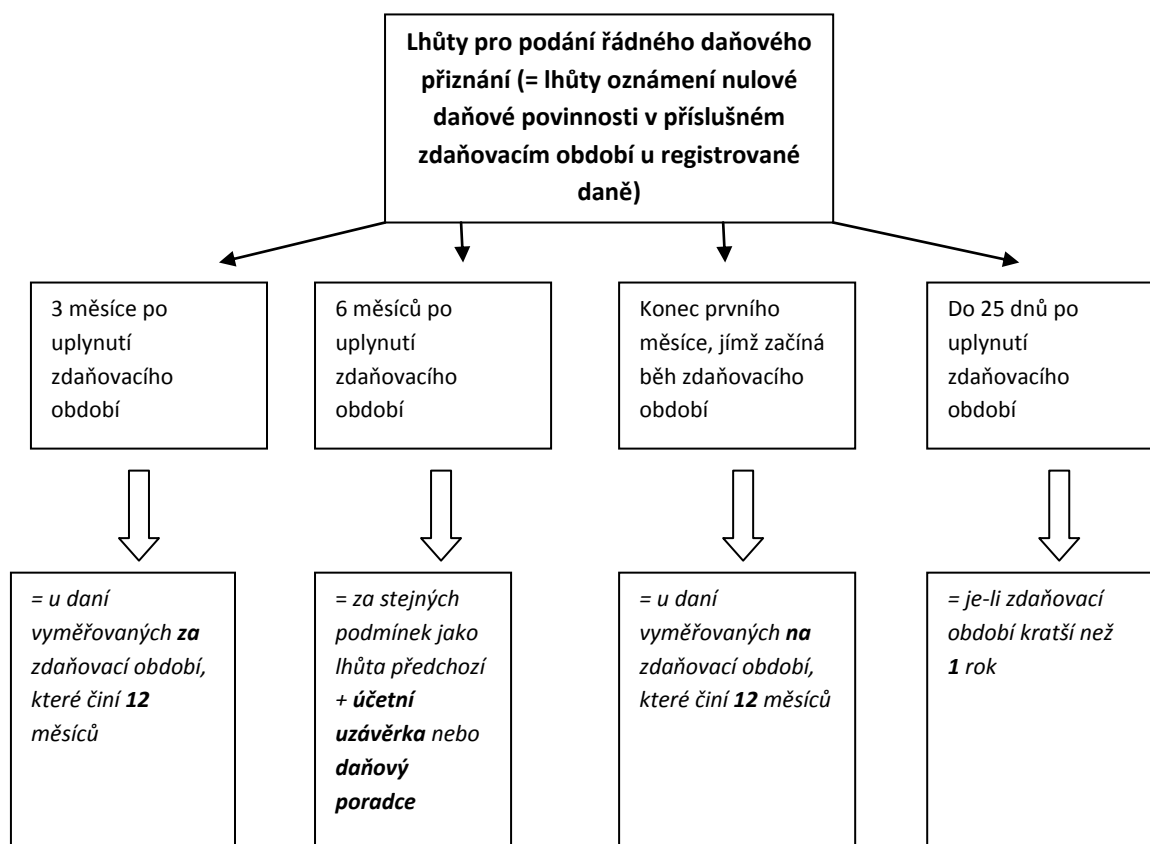 Lhůty pro podání řádného daňového
přiznání (= lhůty oznámení nulové
daňové povinnosti v příslušném
zdaňovacím období u registrované
daně)
3 měsíce po
uplynutí
zdaňovacího
období
6 měsíců po
uplynutí
zdaňovacího
období
Konec prvního
měsíce, jímž začíná
běh zdaňovacího
období
Do 25 dnů po
uplynutí
zdaňovacího
období
= u daní
vyměřovaných za
zdaňovací období,
které činí 12
měsíců
= za stejných
podmínek jako
lhůta předchozí
+ účetní
uzávěrka nebo
daňový
poradce
= u daní
vyměřovaných na
zdaňovací období,
které činí 12 měsíců
= je-li zdaňovací
období kratší než
1 rok